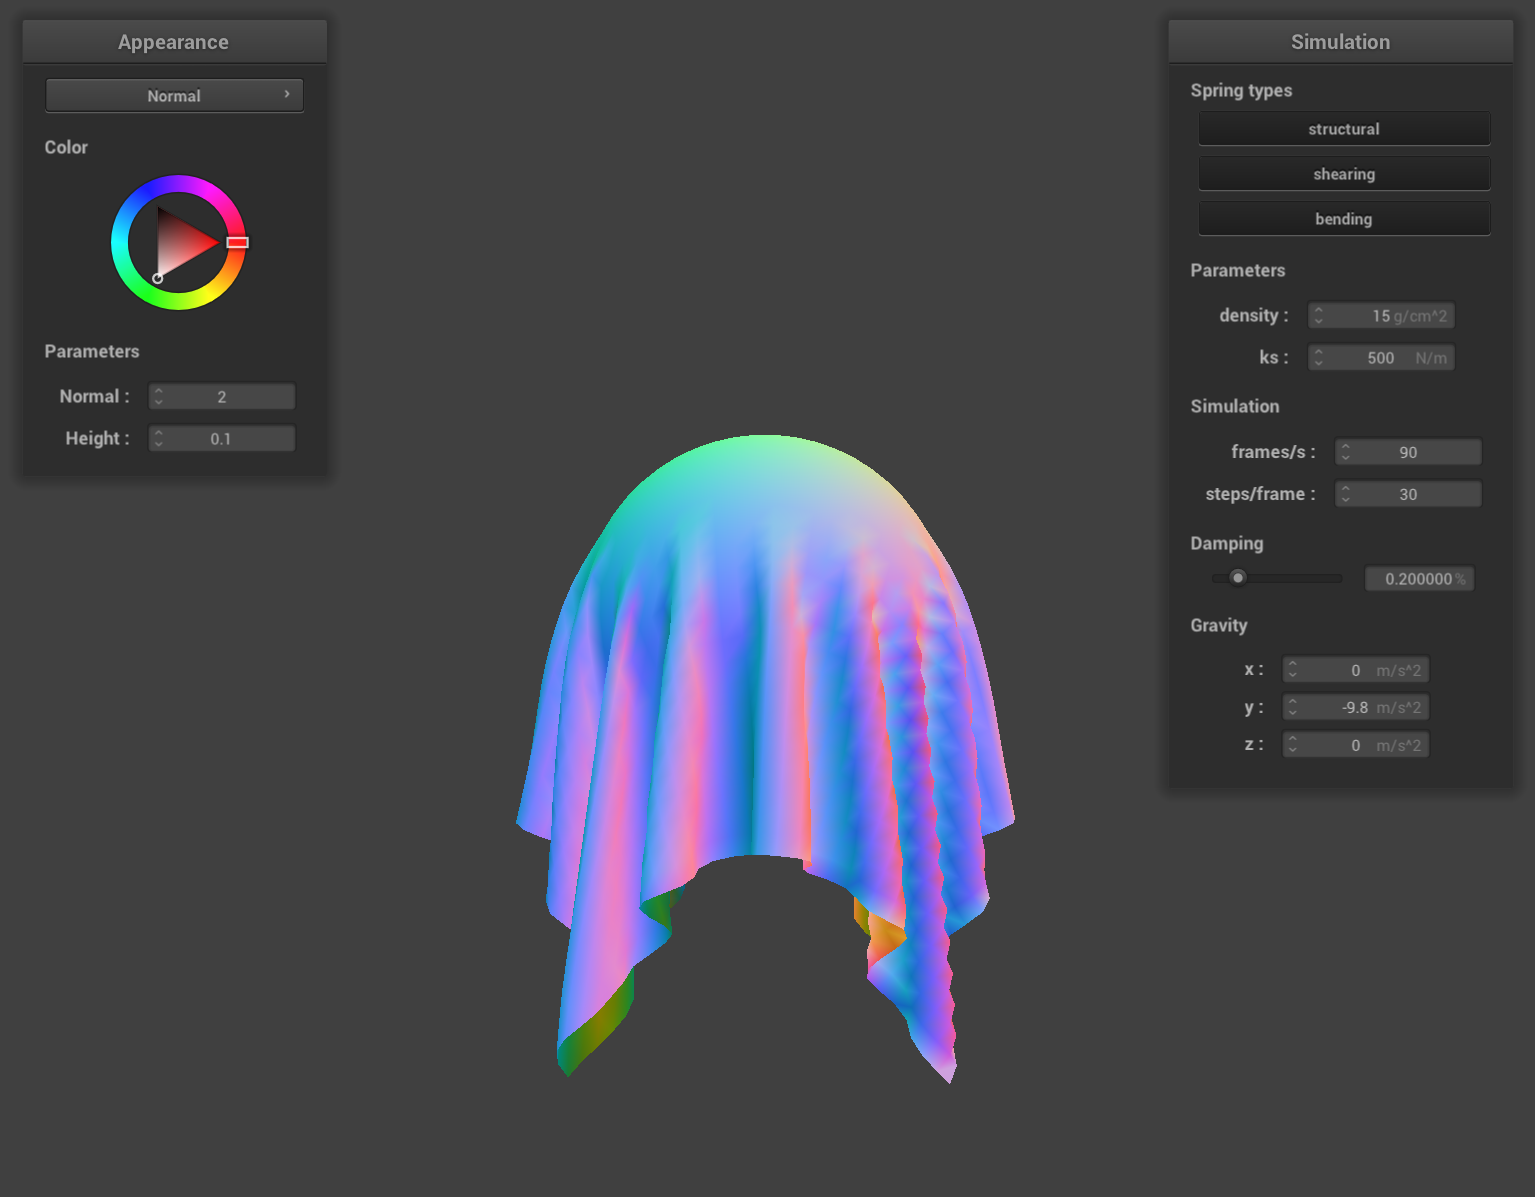 Appearance
Normal
Color
Parameters
Normal : 2
Height : 0.1
Simulation
Spring types
structural
shearing
bending
Parameters
density : 15 g/cm^2
ks : 500 N/m
Simulation
frames/s : 90
steps/frame : 30
Damping
0.200000 %
Gravity
x : 0 m/s^2
y : -9.8 m/s^2
z : 0 m/s^2